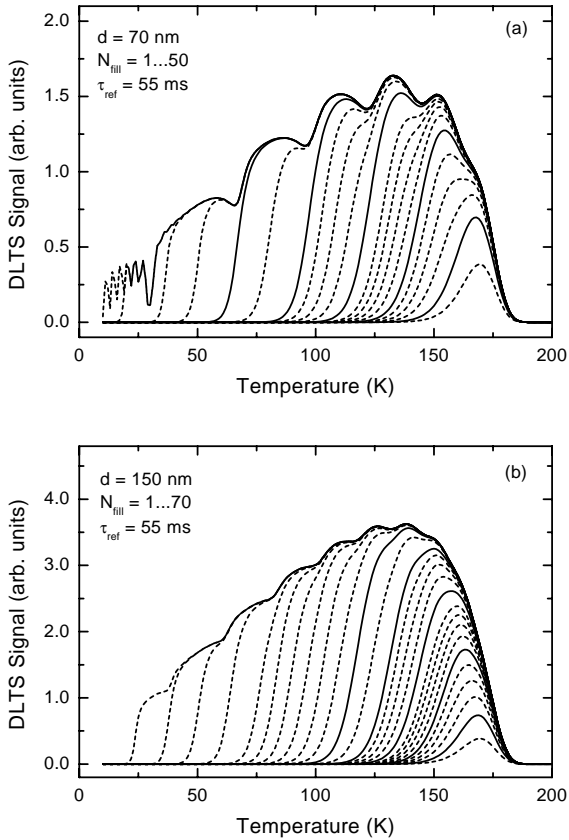 (a)
d = 70 nm
N_fill = 1...50
τ_ref = 55 ms
DLTS Signal (arb. units)
2.0
1.5
1.0
0.5
0.0
0 50 100 150 200
Temperature (K)
(b)
d = 150 nm
N_fill = 1...70
τ_ref = 55 ms
DLTS Signal (arb. units)
4.0
3.0
2.0
1.0
0.0
0 50 100 150 200
Temperature (K)